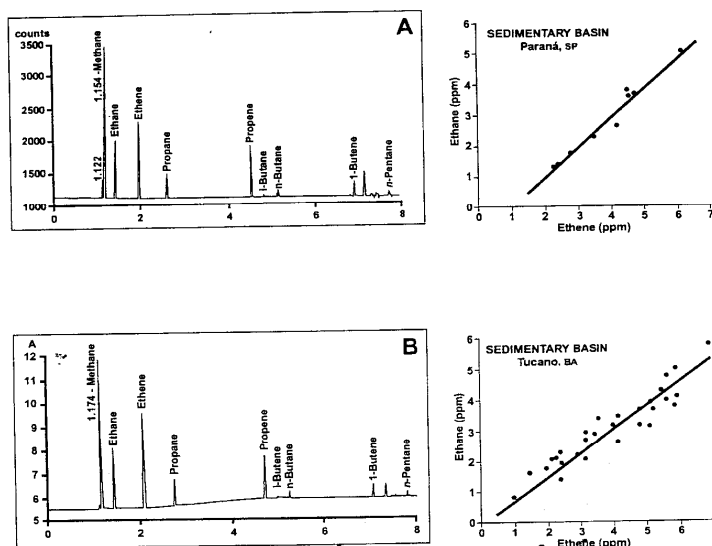 A
counts
3500
3000
2500
2000
1500
1000
1.122
1.154 -Methane
Ethane
Ethene
Propane
Propene
i-Butane
n-Butane
1-Butene
n-Pentane
0 2 4 6 8
SEDIMENTARY BASIN
Paraná, SP
Ethane (ppm)
6
5
4
3
2
1
0
0 1 2 3 4 5 6 7
Ethene (ppm)
B
A
12
11
10
9
8
7
6
5
1.174 - Methane
Ethane
Ethene
Propane
Propene
i-Butene
n-Butane
1-Butene
n-Pentane
0 2 4 6 8
SEDIMENTARY BASIN
Tucano. BA
Ethane (ppm)
6
5
4
3
2
1
0
0 1 2 3 4 5 6
Ethene (ppm)